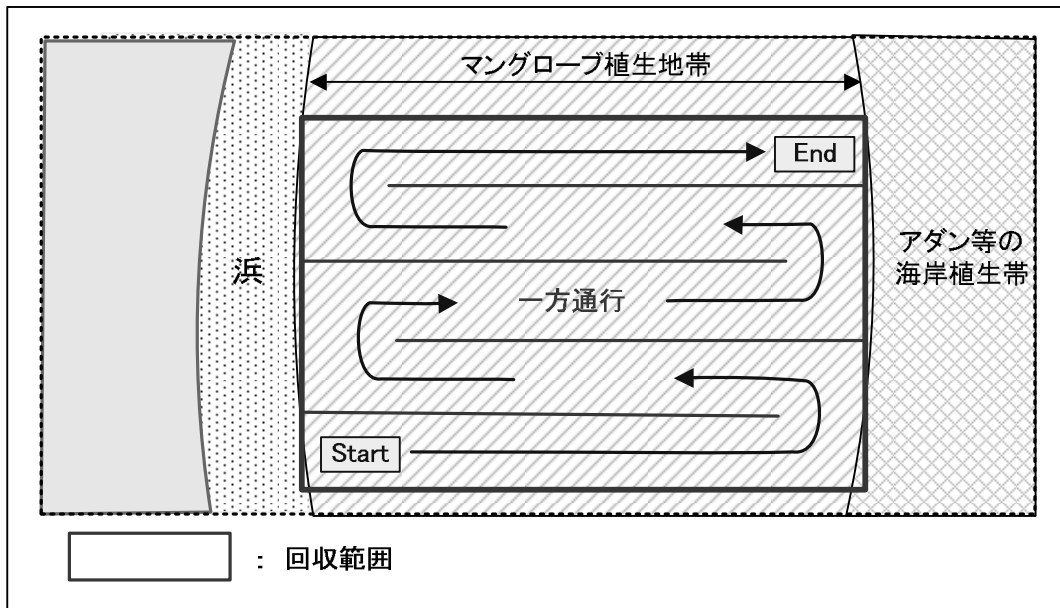 マングローブ植生地帯
End
浜
アダン等の
海岸植生帯
一方通行
Start
： 回収範囲